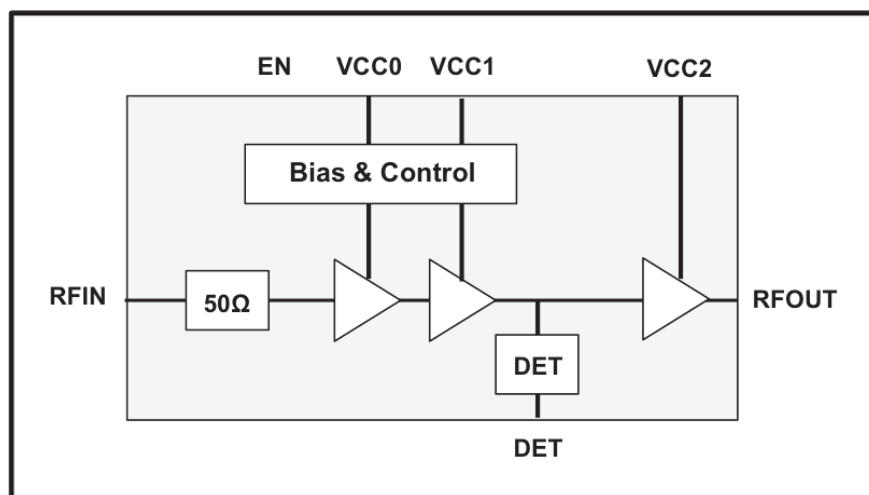 EN VCC0 VCC1 VCC2
Bias & Control
RFIN 50Ω RFOUT
DET
DET